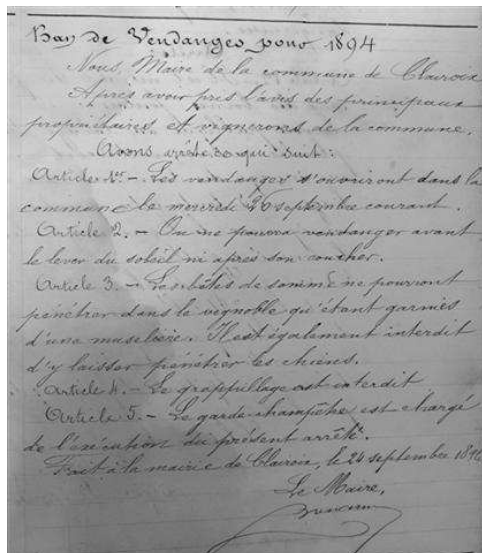 Ban de Vendanges pour 1894
Nous, Maire de la commune de Clairoix
Après avoir pris l'avis des principaux
propriétaires et vignerons de la commune.
Avons arrêté ce qui suit :
Article 1er - Les vendanges s'ouvriront dans la
commune le mercredi 26 septembre courant.
Article 2. - On ne pourra vendanger avant
le lever du soleil ni après son coucher.
Article 3. - Les bêtes de somme ne pourront
pénétrer dans le vignoble qu'étant garnies
d'une muselière. Il est également interdit
d'y laisser pénétrer les chèvres.
Article 4. - Le grappillage est interdit
Article 5. - Le garde-champêtre est chargé
de l'exécution du présent arrêté.
Fait à la mairie de Clairoix, le 24 septembre 1894
Le Maire,